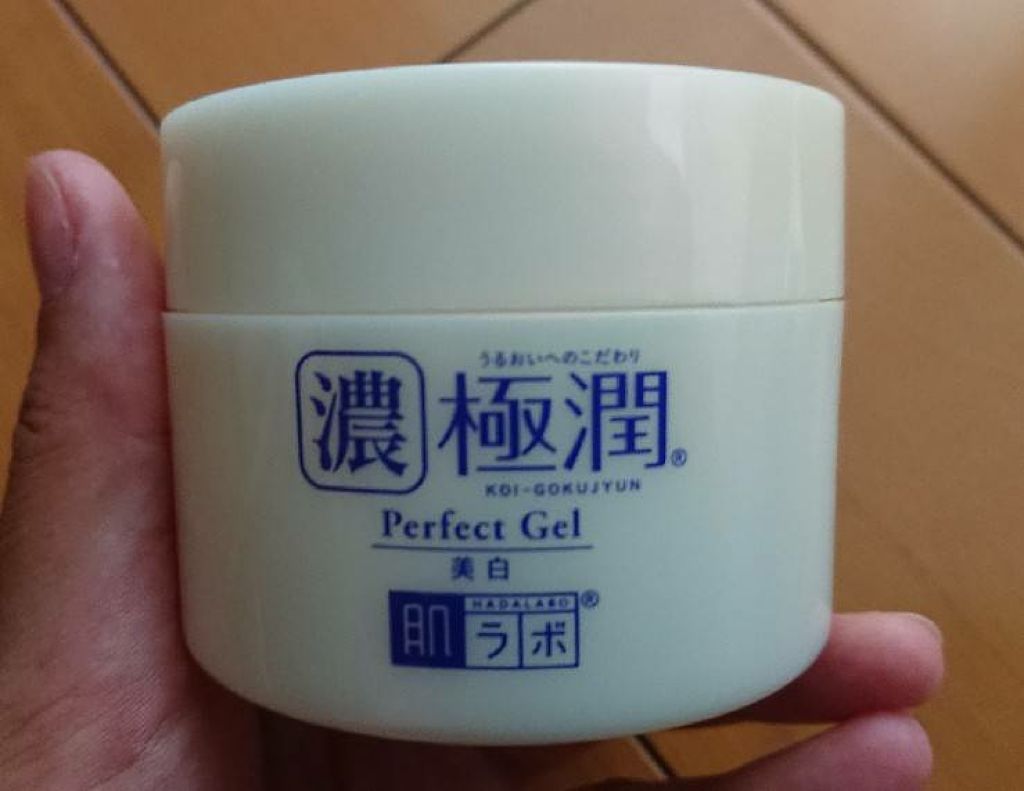 うるおいへのこだわり
濃 極潤®
KOI-GOKUJYUN
Perfect Gel
美白
HADALABO®
肌ラボ